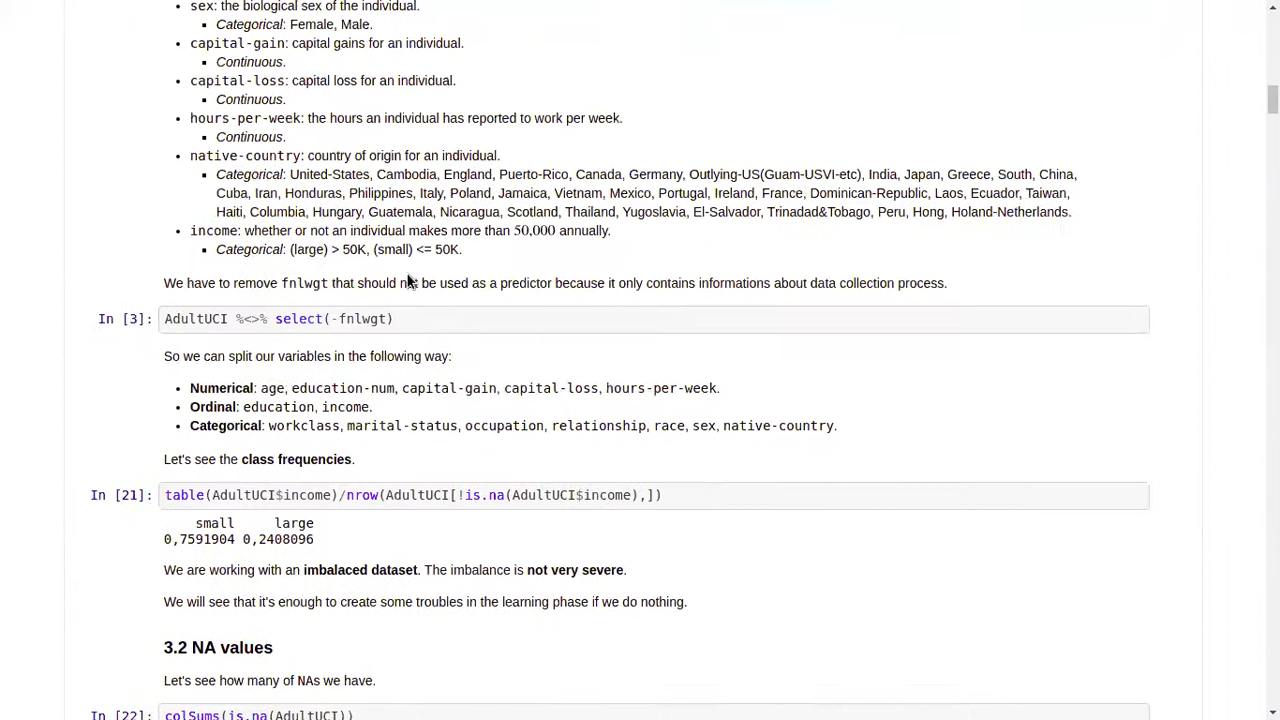 sex: the biological sex of the individual.
Categorical: Female, Male.
capital-gain: capital gains for an individual.
Continuous.
capital-loss: capital loss for an individual.
Continuous.
hours-per-week: the hours an individual has reported to work per week.
Continuous.
native-country: country of origin for an individual.
Categorical: United-States, Cambodia, England, Puerto-Rico, Canada, Germany, Outlying-US(Guam-USVI-etc), India, Japan, Greece, South, China,
Cuba, Iran, Honduras, Philippines, Italy, Poland, Jamaica, Vietnam, Mexico, Portugal, Ireland, France, Dominican-Republic, Laos, Ecuador, Taiwan,
Haiti, Columbia, Hungary, Guatemala, Nicaragua, Scotland, Thailand, Yugoslavia, El-Salvador, Trinadad&Tobago, Peru, Hong, Holand-Netherlands.
income: whether or not an individual makes more than 50,000 annually.
Categorical: (large) > 50K, (small) <= 50K.
We have to remove fnlwgt that should not be used as a predictor because it only contains informations about data collection process.
In [3]: AdultUCI %<>% select(-fnlwgt)
So we can split our variables in the following way:
Numerical: age, education-num, capital-gain, capital-loss, hours-per-week.
Ordinal: education, income.
Categorical: workclass, marital-status, occupation, relationship, race, sex, native-country.
Let's see the class frequencies.
In [21]: table(AdultUCI$income)/nrow(AdultUCI[!is.na(AdultUCI$income),])
small large
0,7591904 0,2408096
We are working with an imbalaced dataset. The imbalance is not very severe.
We will see that it's enough to create some troubles in the learning phase if we do nothing.
3.2 NA values
Let's see how many of NAs we have.
In [22]: colSums(is.na(AdultUCI))